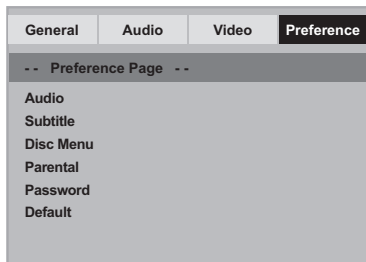 General Audio Video Preference
- - Preference Page - -
Audio
Subtitle
Disc Menu
Parental
Password
Default